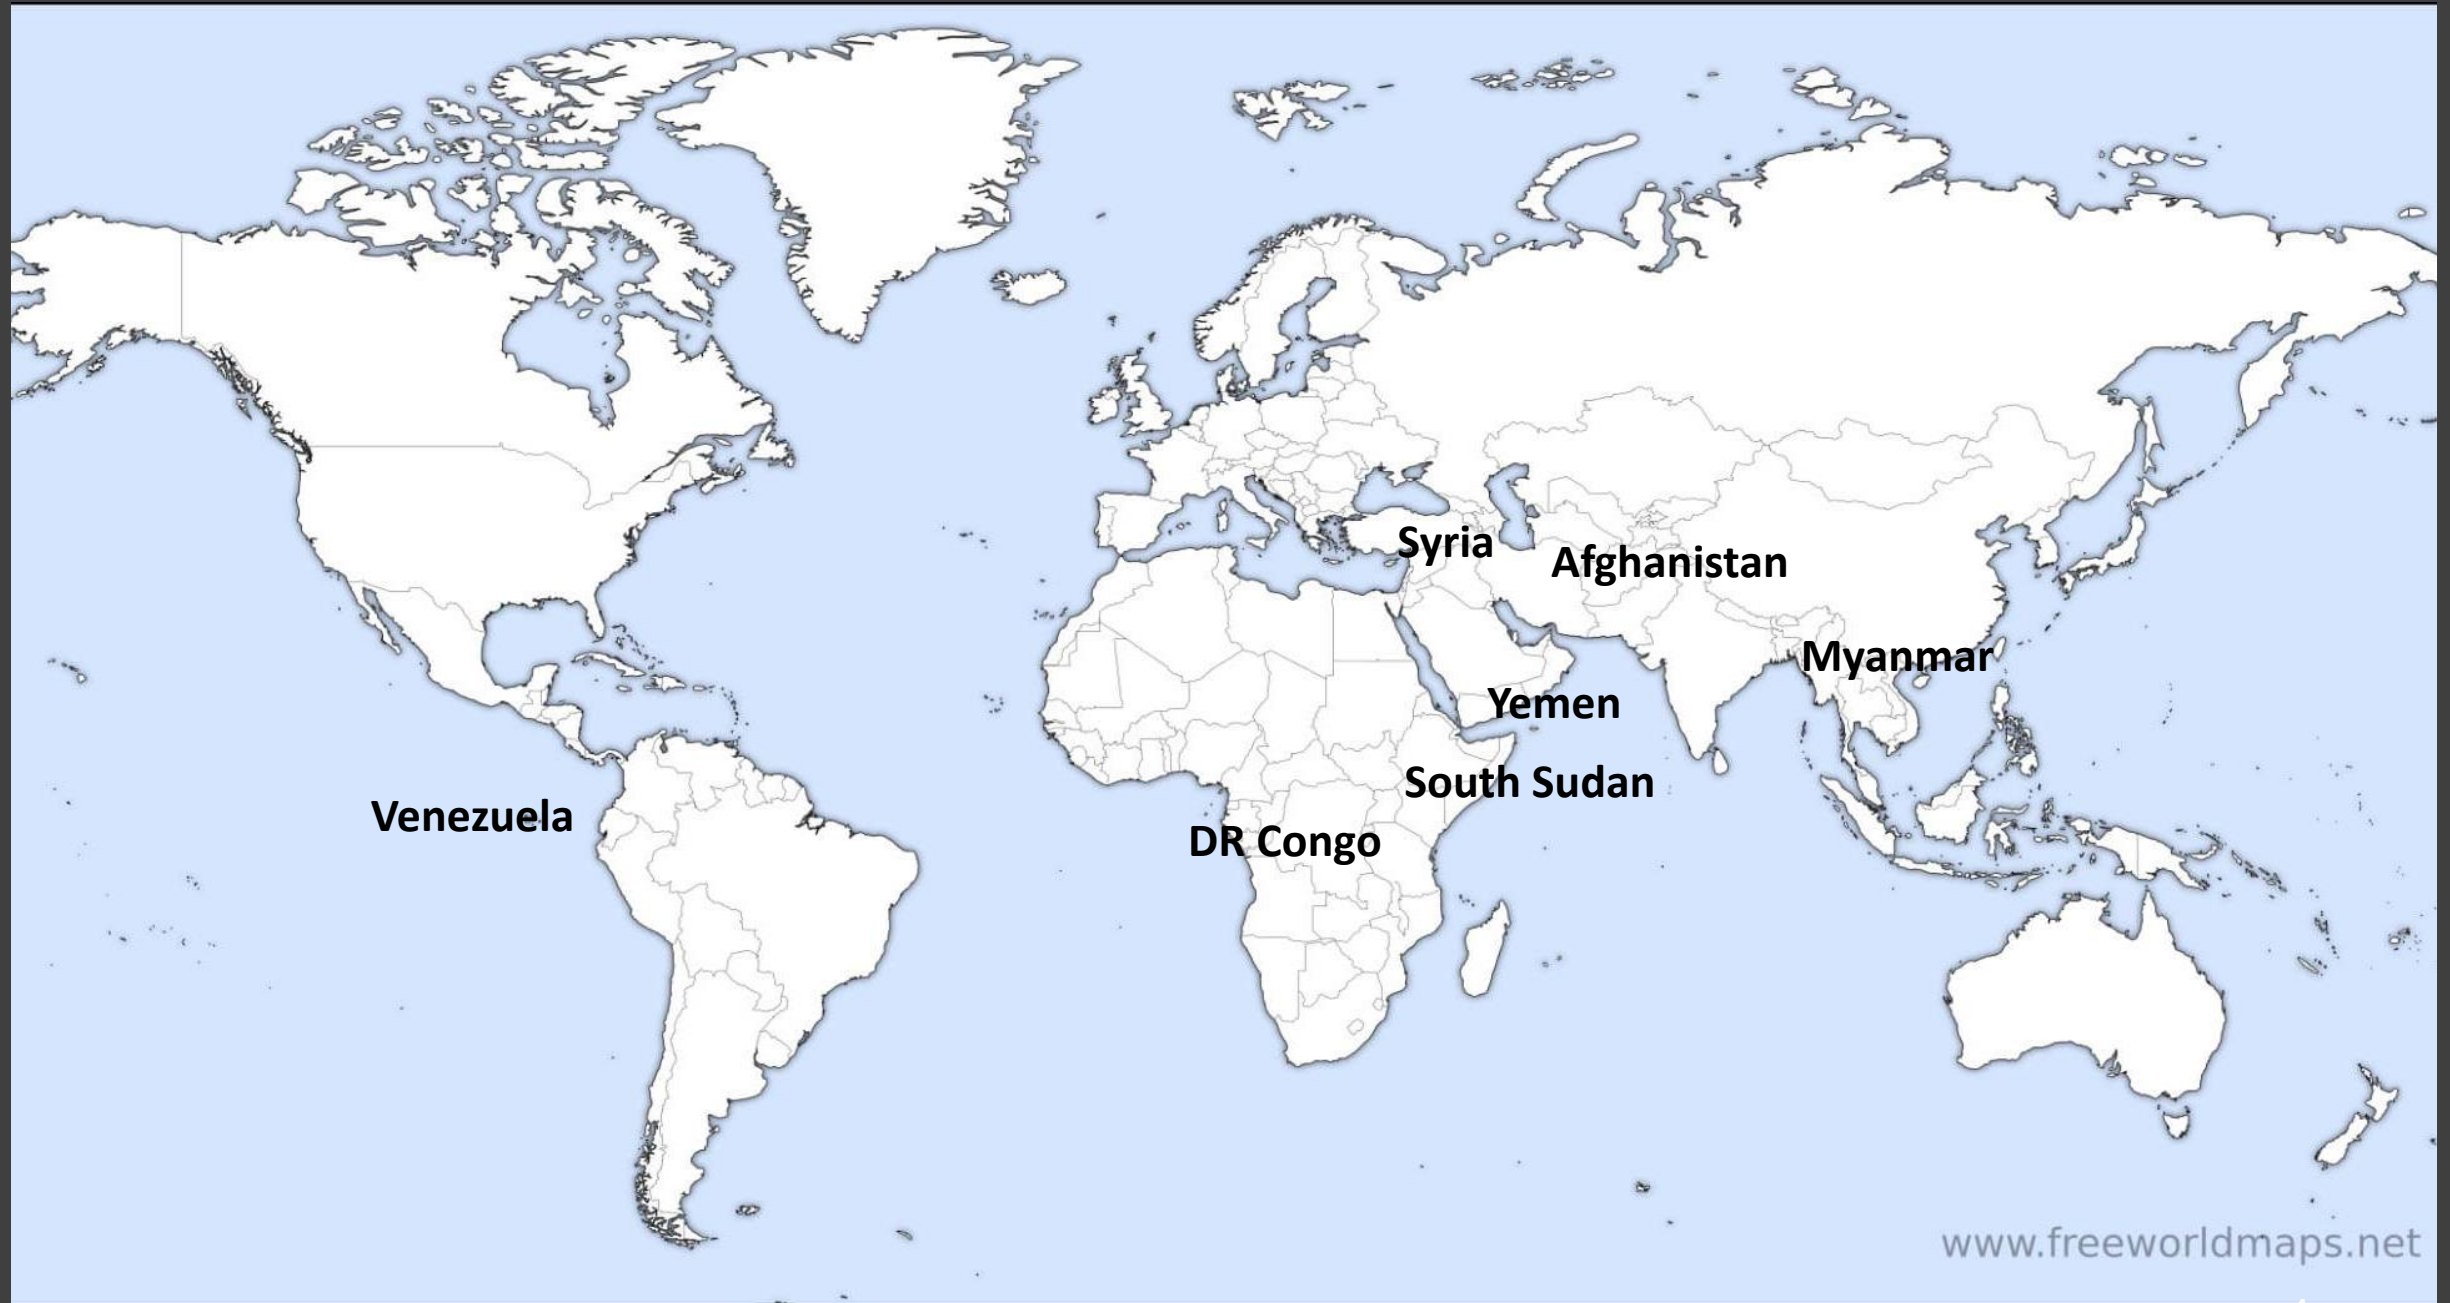 Syria
Afghanistan
Myanmar
Yemen
South Sudan
Venezuela
DR Congo
www.freeworldmaps.net